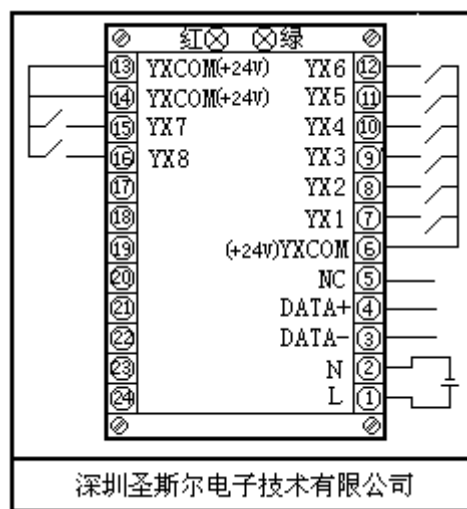 红 绿
13 YXCOM(+24V) YX6 12
14 YXCOM(+24V) YX5 11
15 YX7 YX4 10
16 YX8 YX3 9
17 YX2 8
18 YX1 7
19 (+24V)YXCOM 6
20 NC 5
21 DATA+ 4
22 DATA- 3
23 N 2
24 L 1
深圳圣斯尔电子技术有限公司